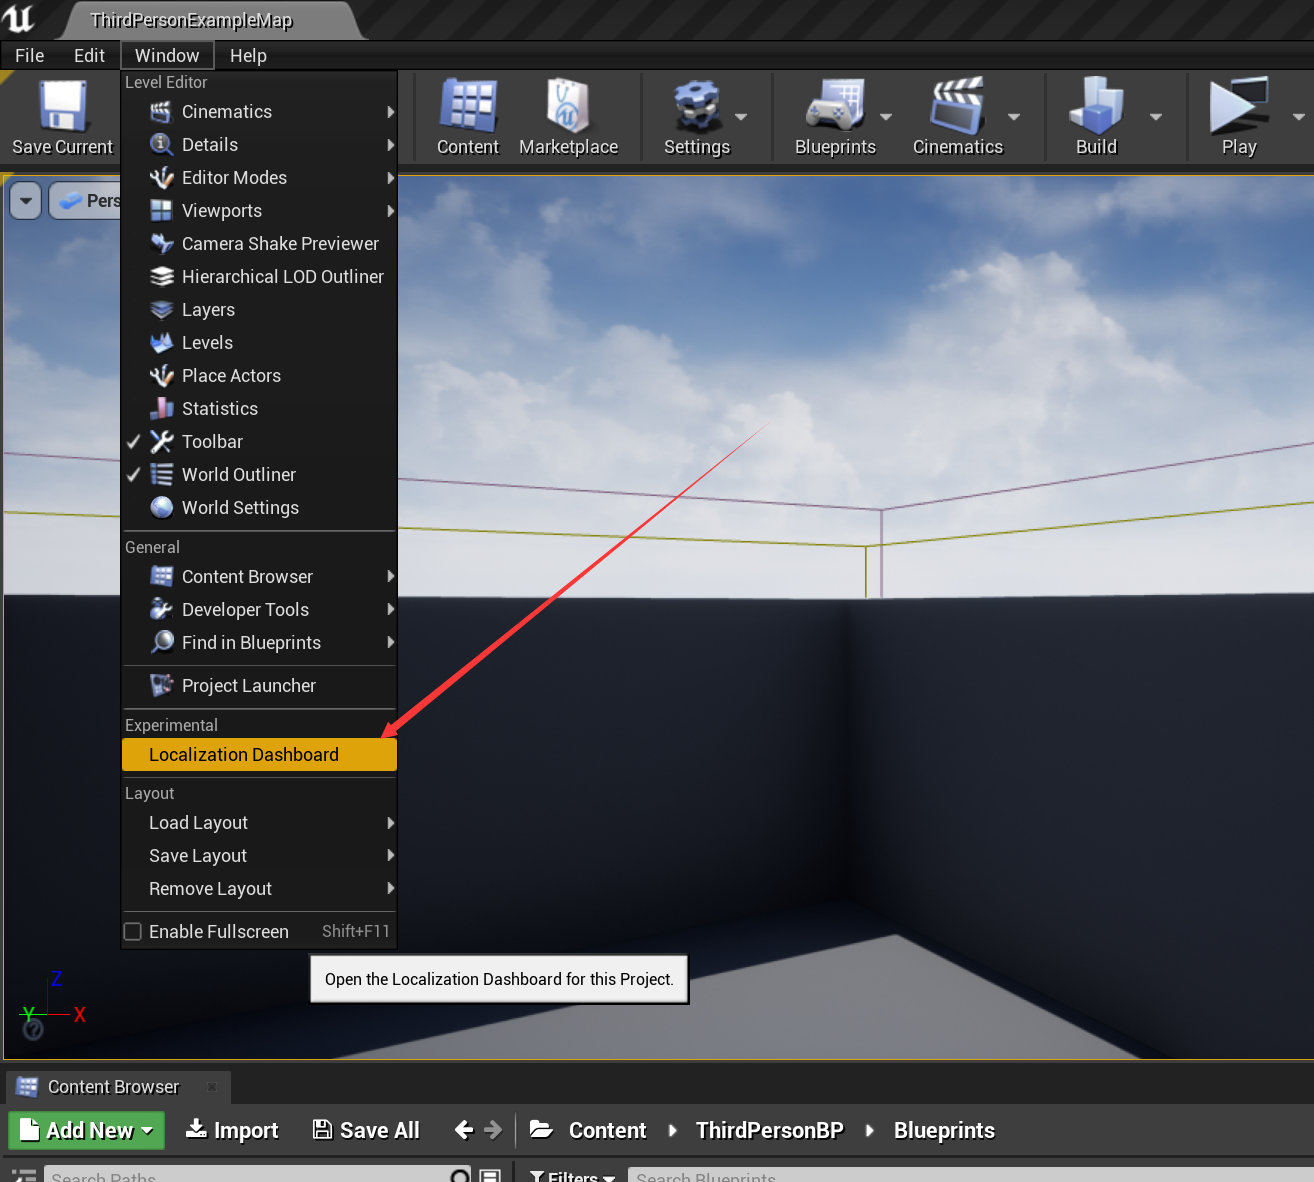 ThirdPersonExampleMap
File Edit Window Help
Save Current
Content
Marketplace
Settings
Blueprints
Cinematics
Build
Play
Pers
Level Editor
Cinematics
Details
Editor Modes
Viewports
Camera Shake Previewer
Hierarchical LOD Outliner
Layers
Levels
Place Actors
Statistics
Toolbar
World Outliner
World Settings
General
Content Browser
Developer Tools
Find in Blueprints
Project Launcher
Experimental
Localization Dashboard
Layout
Load Layout
Save Layout
Remove Layout
Enable Fullscreen Shift+F11
Open the Localization Dashboard for this Project.
Z
Y X
Content Browser
Add New Import Save All Content ThirdPersonBP Blueprints
Search Paths Filters Search Blueprints